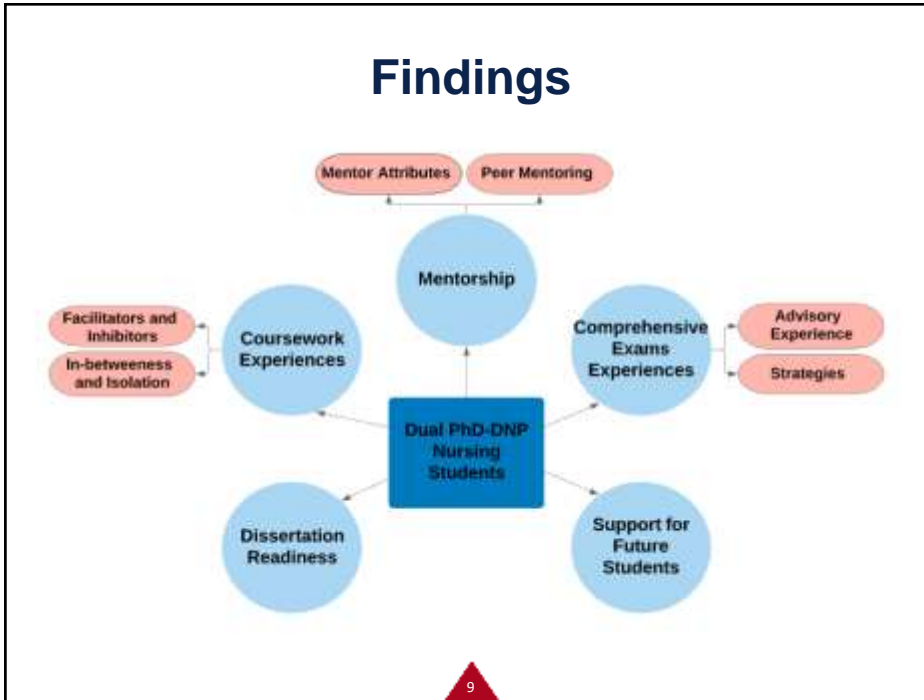 Findings
Mentor Attributes
Peer Mentoring
Mentorship
Facilitators and
Inhibitors
In-betweeness
and Isolation
Coursework
Experiences
Comprehensive
Exams
Experiences
Advisory
Experience
Strategies
Dual PhD-DNP
Nursing
Students
Dissertation
Readiness
Support for
Future
Students
9